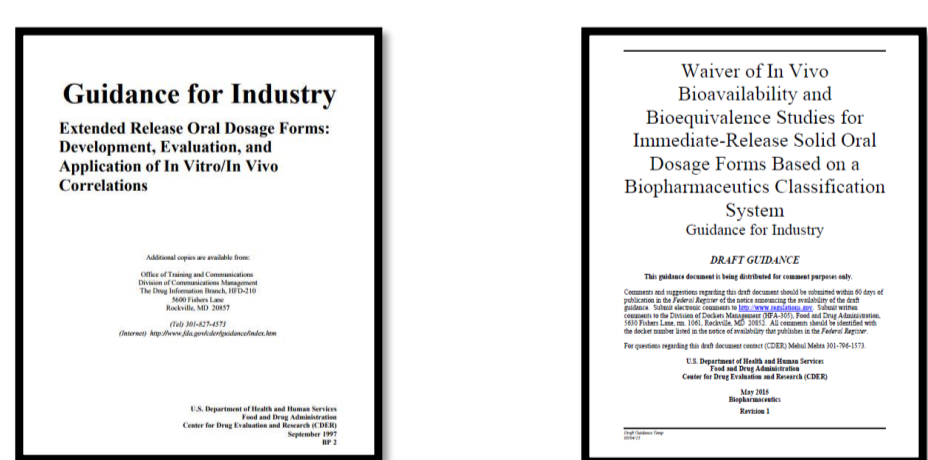 Guidance for Industry
Extended Release Oral Dosage Forms:
Development, Evaluation, and
Application of In Vitro/In Vivo
Correlations
Additional copies are available from:
Office of Training and Communications
Division of Communications Management
The Drug Information Branch, HFD-210
5600 Fishers Lane
Rockville, MD 20857
(Tel) 301-827-4573
(Internet) http://www.fda.gov/cder/guidance/index.htm
U.S. Department of Health and Human Services
Food and Drug Administration
Center for Drug Evaluation and Research (CDER)
September 1997
BP 2
Waiver of In Vivo
Bioavailability and
Bioequivalence Studies for
Immediate-Release Solid Oral
Dosage Forms Based on a
Biopharmaceutics Classification
System
Guidance for Industry
DRAFT GUIDANCE
This guidance document is being distributed for comment purposes only.
Comments and suggestions regarding this draft document should be submitted within 60 days of
publication in the Federal Register of the notice announcing the availability of the draft
guidance. Submit electronic comments to http://www.regulations.gov. Submit written
comments to the Division of Dockets Management (HFA-305), Food and Drug Administration,
5630 Fishers Lane, rm. 1061, Rockville, MD 20852. All comments should be identified with
the docket number listed in the notice of availability that publishes in the Federal Register.
For questions regarding this draft document contact (CDER) Mehul Mehta 301-796-1573.
U.S. Department of Health and Human Services
Food and Drug Administration
Center for Drug Evaluation and Research (CDER)
May 2015
Biopharmaceutics
Revision 1